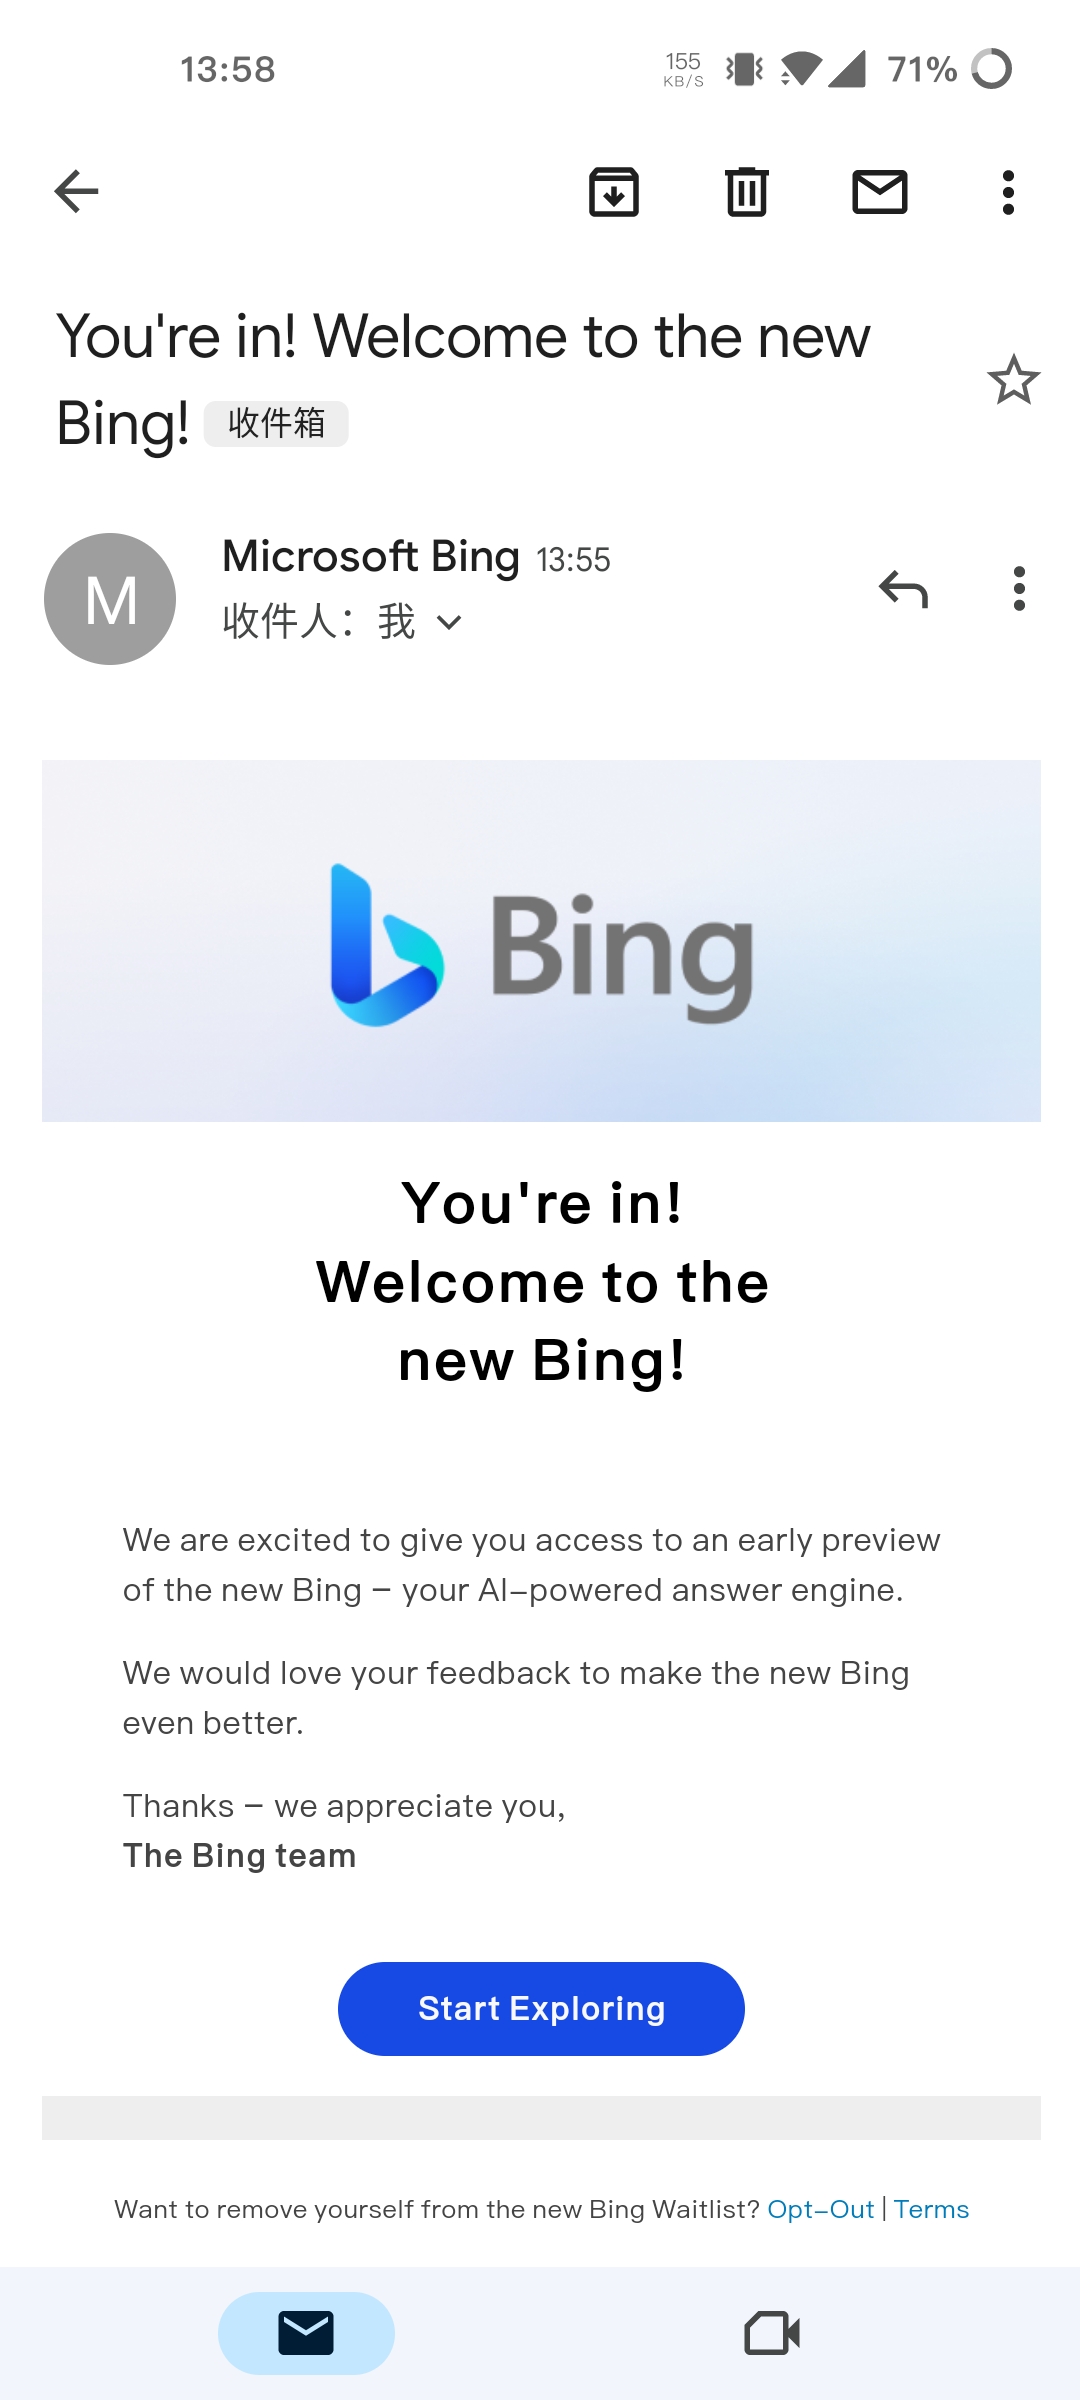 13:58
155
KB/S
71%
You're in! Welcome to the new
Bing! 收件箱
M
Microsoft Bing 13:55
收件人：我
Bing
You're in!
Welcome to the
new Bing!
We are excited to give you access to an early preview
of the new Bing – your AI-powered answer engine.
We would love your feedback to make the new Bing
even better.
Thanks – we appreciate you,
The Bing team
Start Exploring
Want to remove yourself from the new Bing Waitlist? Opt-Out | Terms